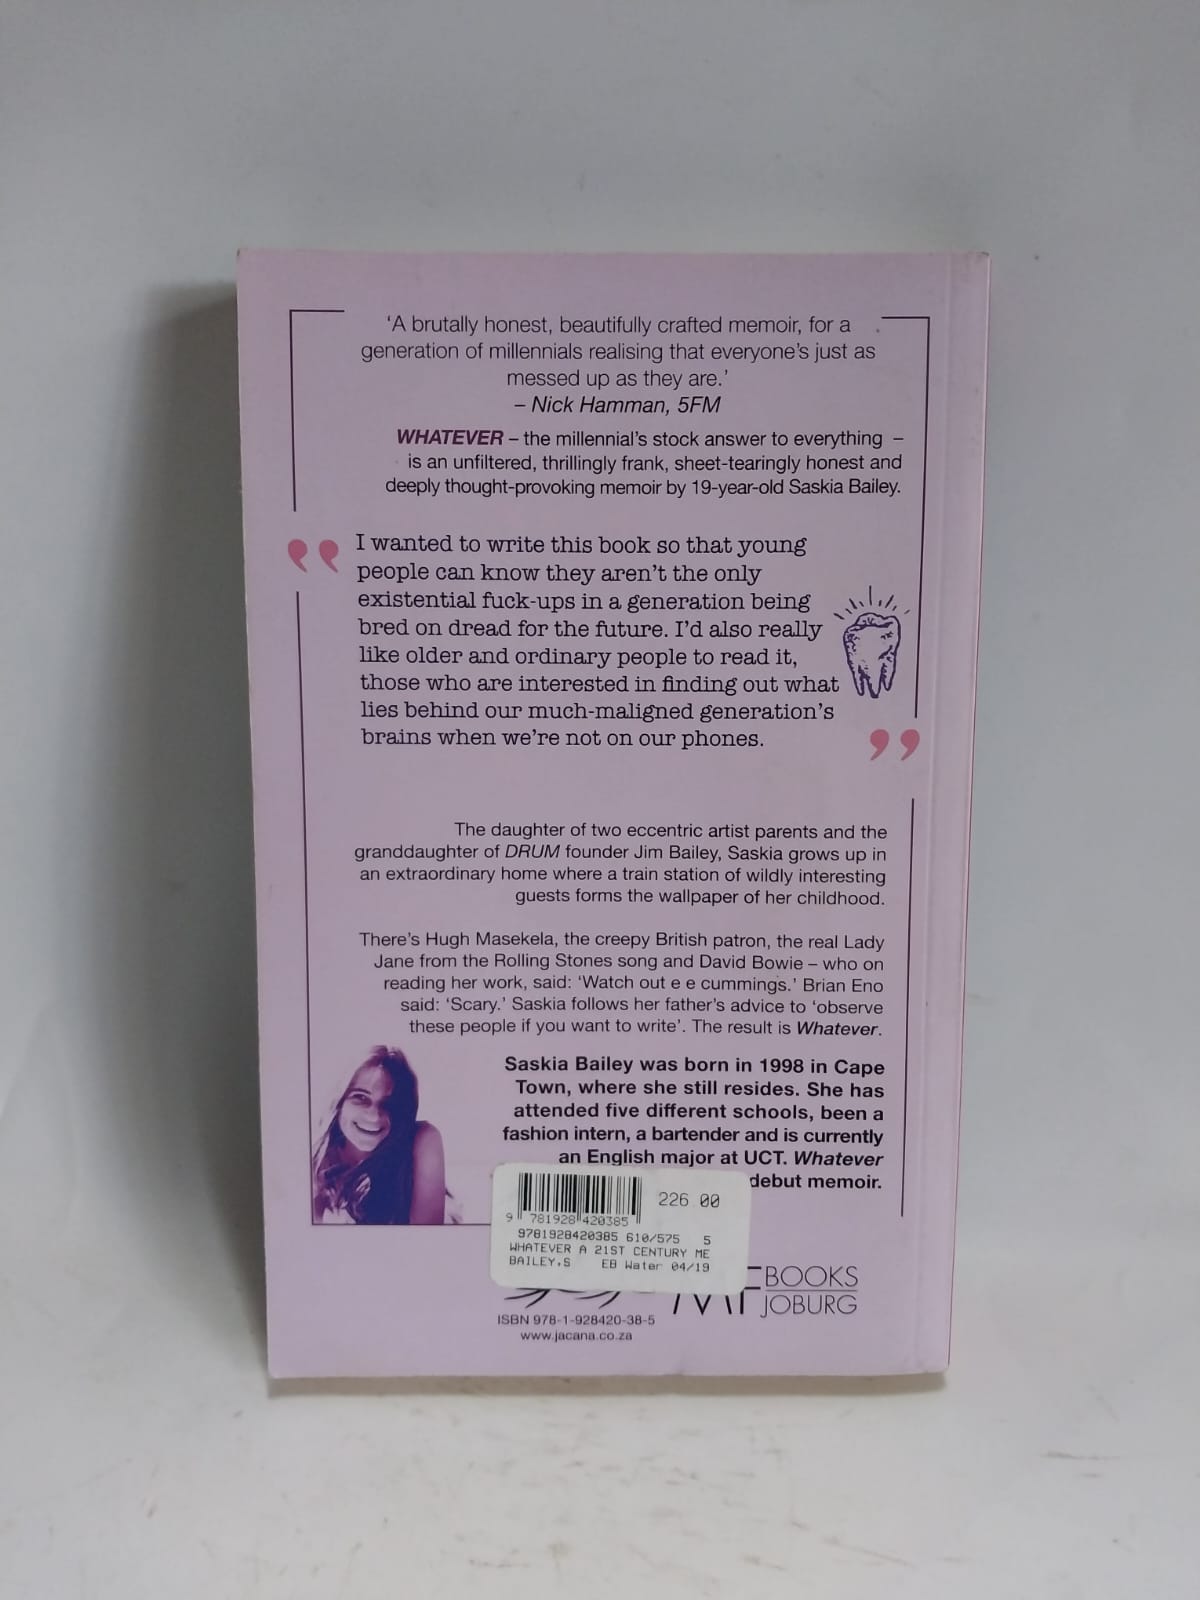 ‘A brutally honest, beautifully crafted memoir, for a
generation of millennials realising that everyone’s just as
messed up as they are.’
– Nick Hamman, 5FM
WHATEVER – the millennial’s stock answer to everything –
is an unfiltered, thrillingly frank, sheet-tearingly honest and
deeply thought-provoking memoir by 19-year-old Saskia Bailey.
❜❜ I wanted to write this book so that young
people can know they aren’t the only
existential fuck-ups in a generation being
bred on dread for the future. I’d also really
like older and ordinary people to read it,
those who are interested in finding out what
lies behind our much-maligned generation’s
brains when we’re not on our phones. ❜❜
The daughter of two eccentric artist parents and the
granddaughter of DRUM founder Jim Bailey, Saskia grows up in
an extraordinary home where a train station of wildly interesting
guests forms the wallpaper of her childhood.
There’s Hugh Masekela, the creepy British patron, the real Lady
Jane from the Rolling Stones song and David Bowie – who on
reading her work, said: ‘Watch out e e cummings.’ Brian Eno
said: ‘Scary.’ Saskia follows her father’s advice to ‘observe
these people if you want to write’. The result is Whatever.
Saskia Bailey was born in 1998 in Cape
Town, where she still resides. She has
attended five different schools, been a
fashion intern, a bartender and is currently
an English major at UCT. Whatever
debut memoir.
226.00
9 781928 420385
9781928420385 610/575 5
WHATEVER A 21ST CENTURY ME
BAILEY,S EB Water 04/19
BOOKS
JOBURG
ISBN 978-1-928420-38-5
www.jacana.co.za